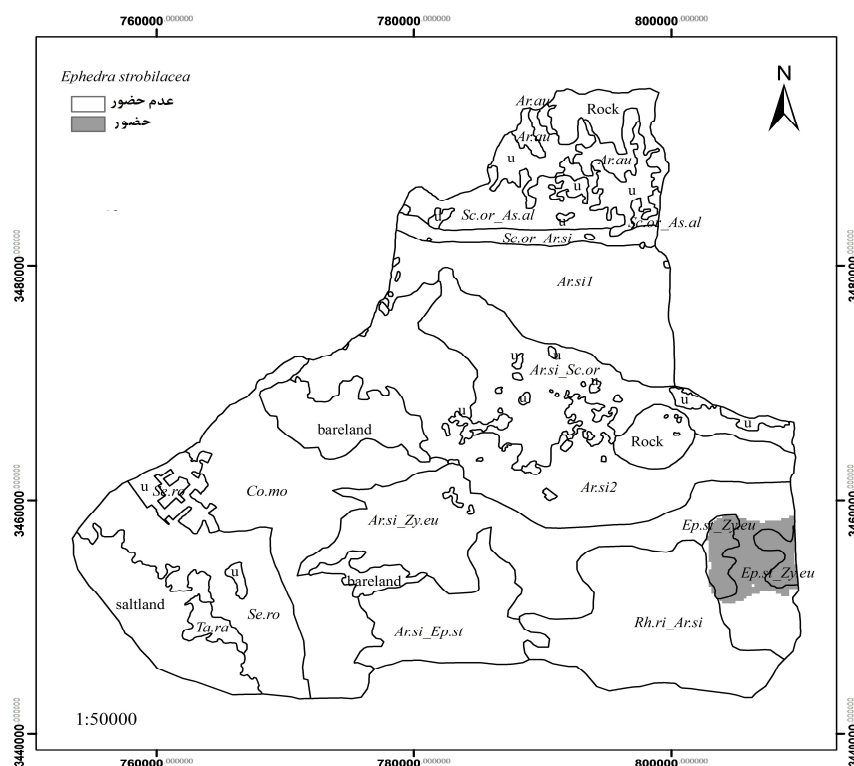 760000.000000 780000.000000 800000.000000
Ephedra strobilacea
عدم حضور
حضور
N
Ar.au
Rock
Ar.au
u
Ar.au
u
u
u
Sc.or_As.al
u
Sc.or_As.al
Sc.or_Ar.si
3480000.000000
3480000.000000
Ar.si1
u
u
Ar.si_Sc.or
u
u
u
u
u
bareland
Rock
u
Se.ro
Co.mo
Ar.si2
3460000.000000
3460000.000000
Ar.si_Zy.eu
Ep.st_Zy.eu
u
bareland
Ep.st_Zy.eu
saltland
Se.ro
Ta.ra
Ar.si_Ep.st
Rh.ri_Ar.si
1:50000
3440000.000000
3440000.000000
760000.000000 780000.000000 800000.000000